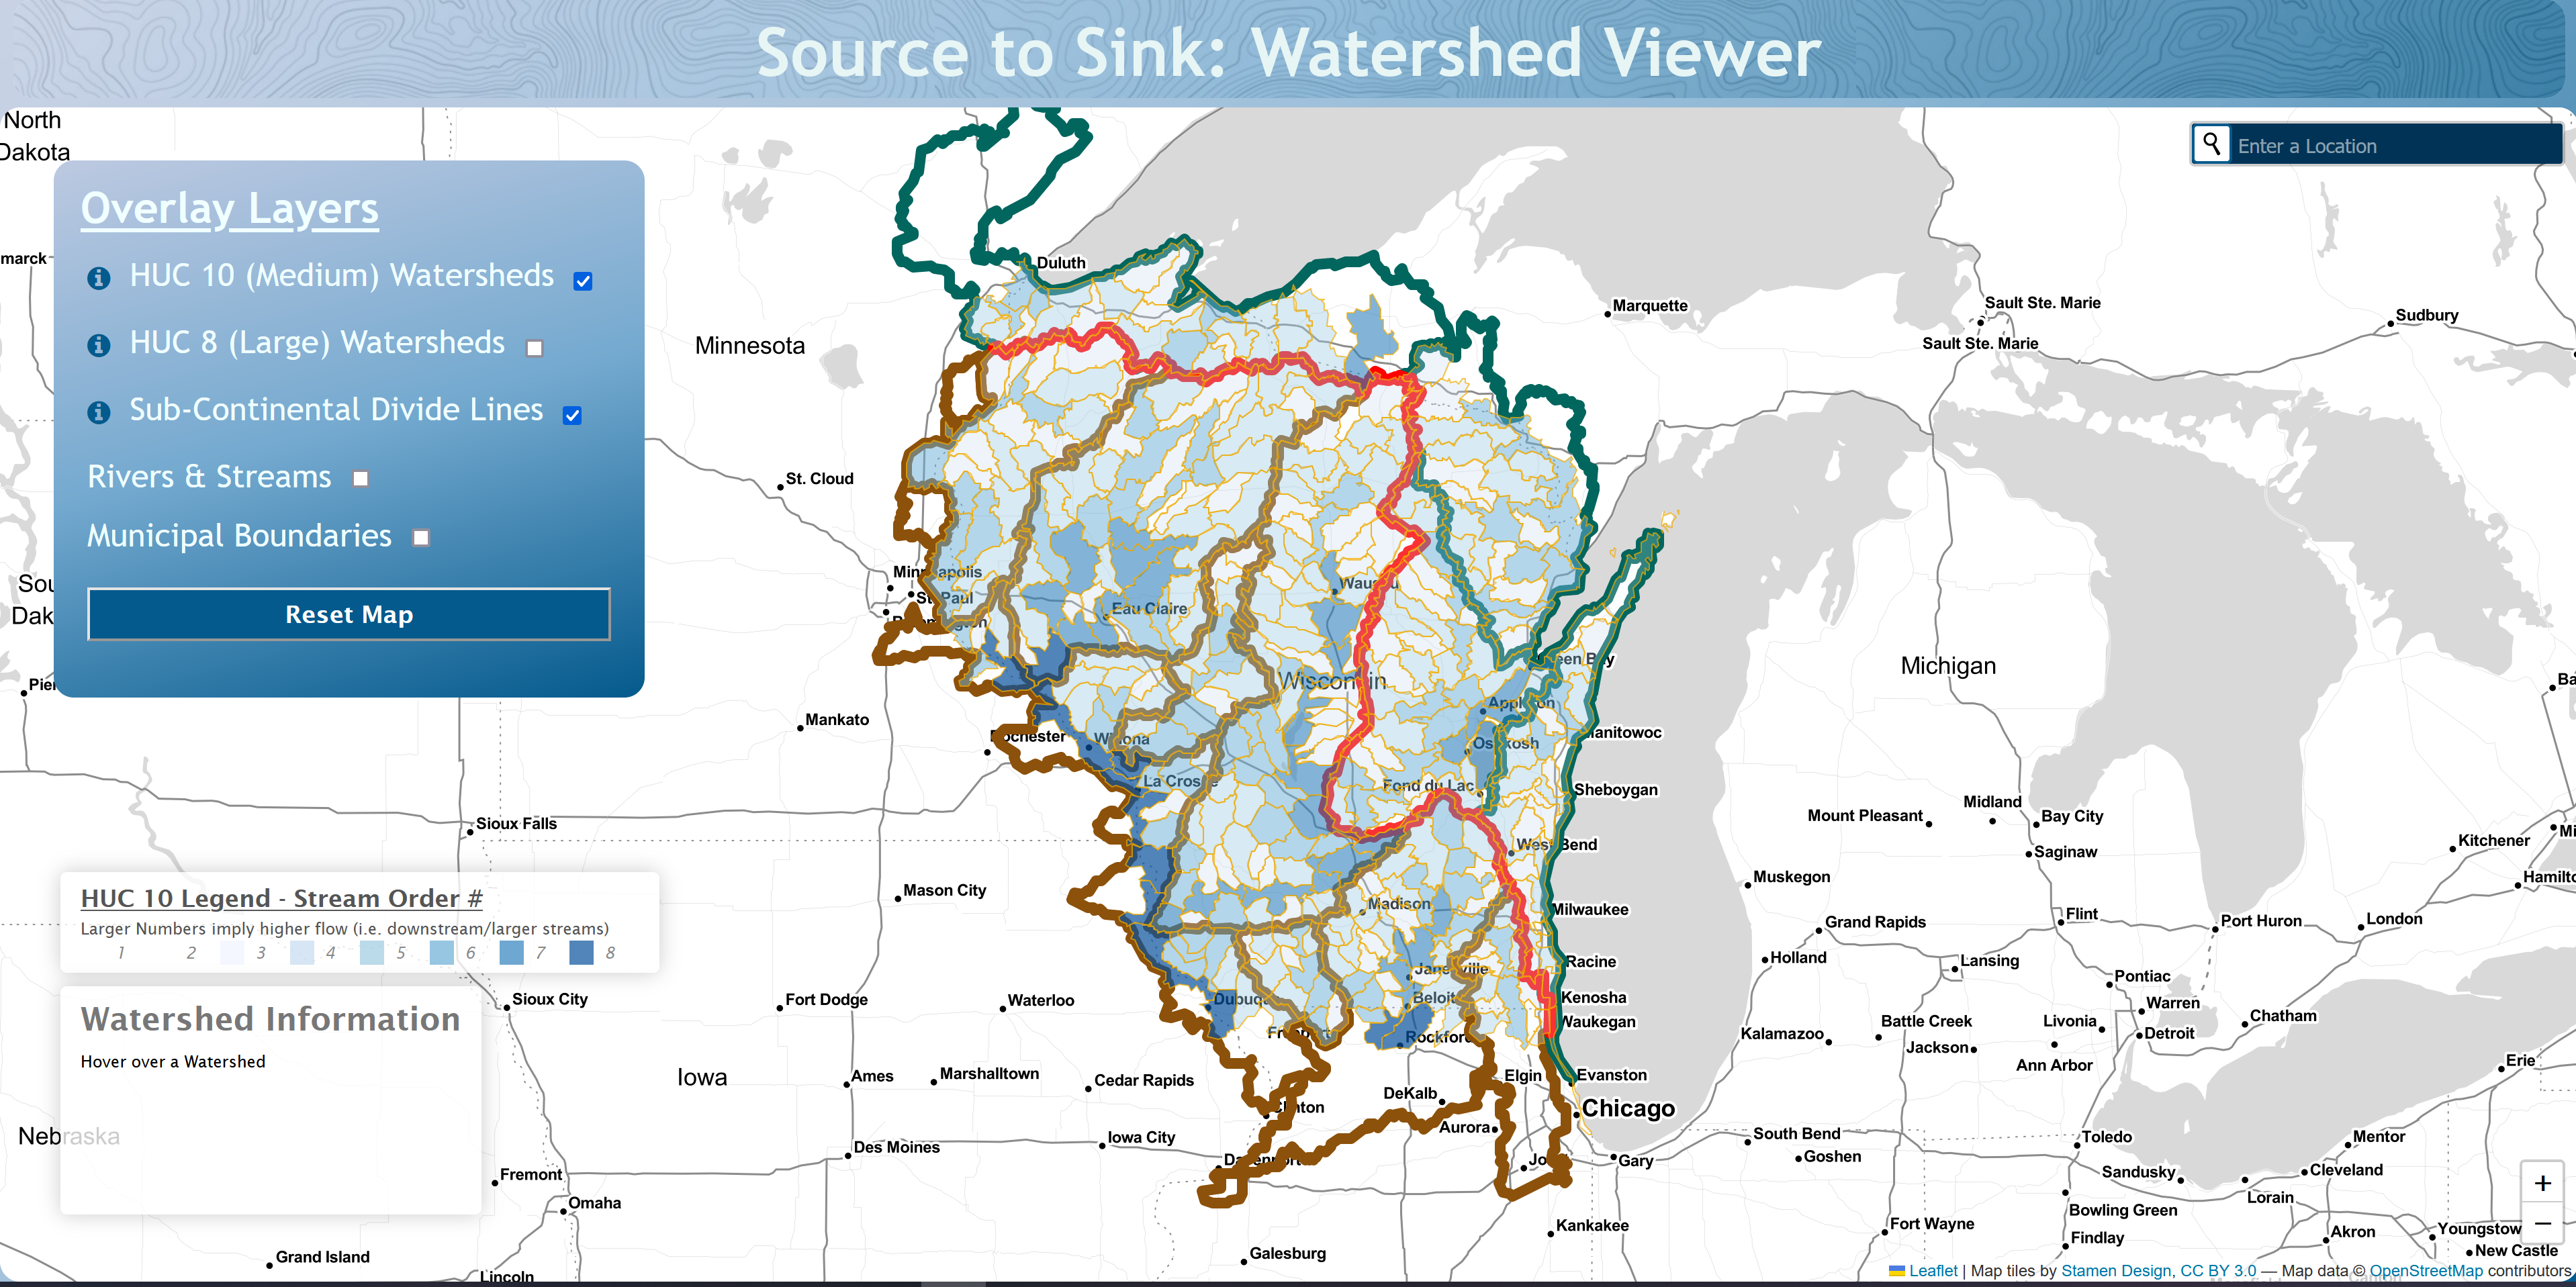 Source to Sink: Watershed Viewer
North
Dakota
Enter a Location
Overlay Layers
HUC 10 (Medium) Watersheds
HUC 8 (Large) Watersheds
Sub-Continental Divide Lines
Rivers & Streams
Municipal Boundaries
Reset Map
marck
Duluth
Marquette
Sault Ste. Marie
Sault Ste. Marie
Sudbury
Minnesota
St. Cloud
Sou
Dak
Minneapolis
St. Paul
Eau Claire
Wausau
Green Bay
Michigan
Wisconsin
Pier
Ba
Mankato
Rochester
Winona
Appleton
Oshkosh
Manitowoc
La Crosse
Fond du Lac
Sheboygan
Sioux Falls
Mount Pleasant
Midland
Bay City
Mi
Kitchener
West Bend
Saginaw
Muskegon
Hamilto
HUC 10 Legend - Stream Order #
Larger Numbers imply higher flow (i.e. downstream/larger streams)
1 2 3 4 5 6 7 8
Mason City
Madison
Milwaukee
Grand Rapids
Flint
Port Huron
London
Holland
Lansing
Pontiac
Racine
Janesville
Sioux City
Fort Dodge
Waterloo
Dubuque
Beloit
Kenosha
Warren
Watershed Information
Hover over a Watershed
Freeport
Rockford
Waukegan
Kalamazoo
Battle Creek
Jackson
Livonia
Detroit
Chatham
Ann Arbor
Erie
Iowa
Ames
Marshalltown
Cedar Rapids
Elgin
Evanston
DeKalb
Clinton
Chicago
Aurora
Nebraska
Des Moines
Iowa City
South Bend
Toledo
Mentor
Davenport
Jo
Gary
Goshen
Sandusky
Cleveland
Fremont
Omaha
Lorain
+
−
Bowling Green
Kankakee
Fort Wayne
Findlay
Akron
Youngstow
Grand Island
Galesburg
New Castle
Lincoln
Leaflet | Map tiles by Stamen Design, CC BY 3.0 — Map data © OpenStreetMap contributors